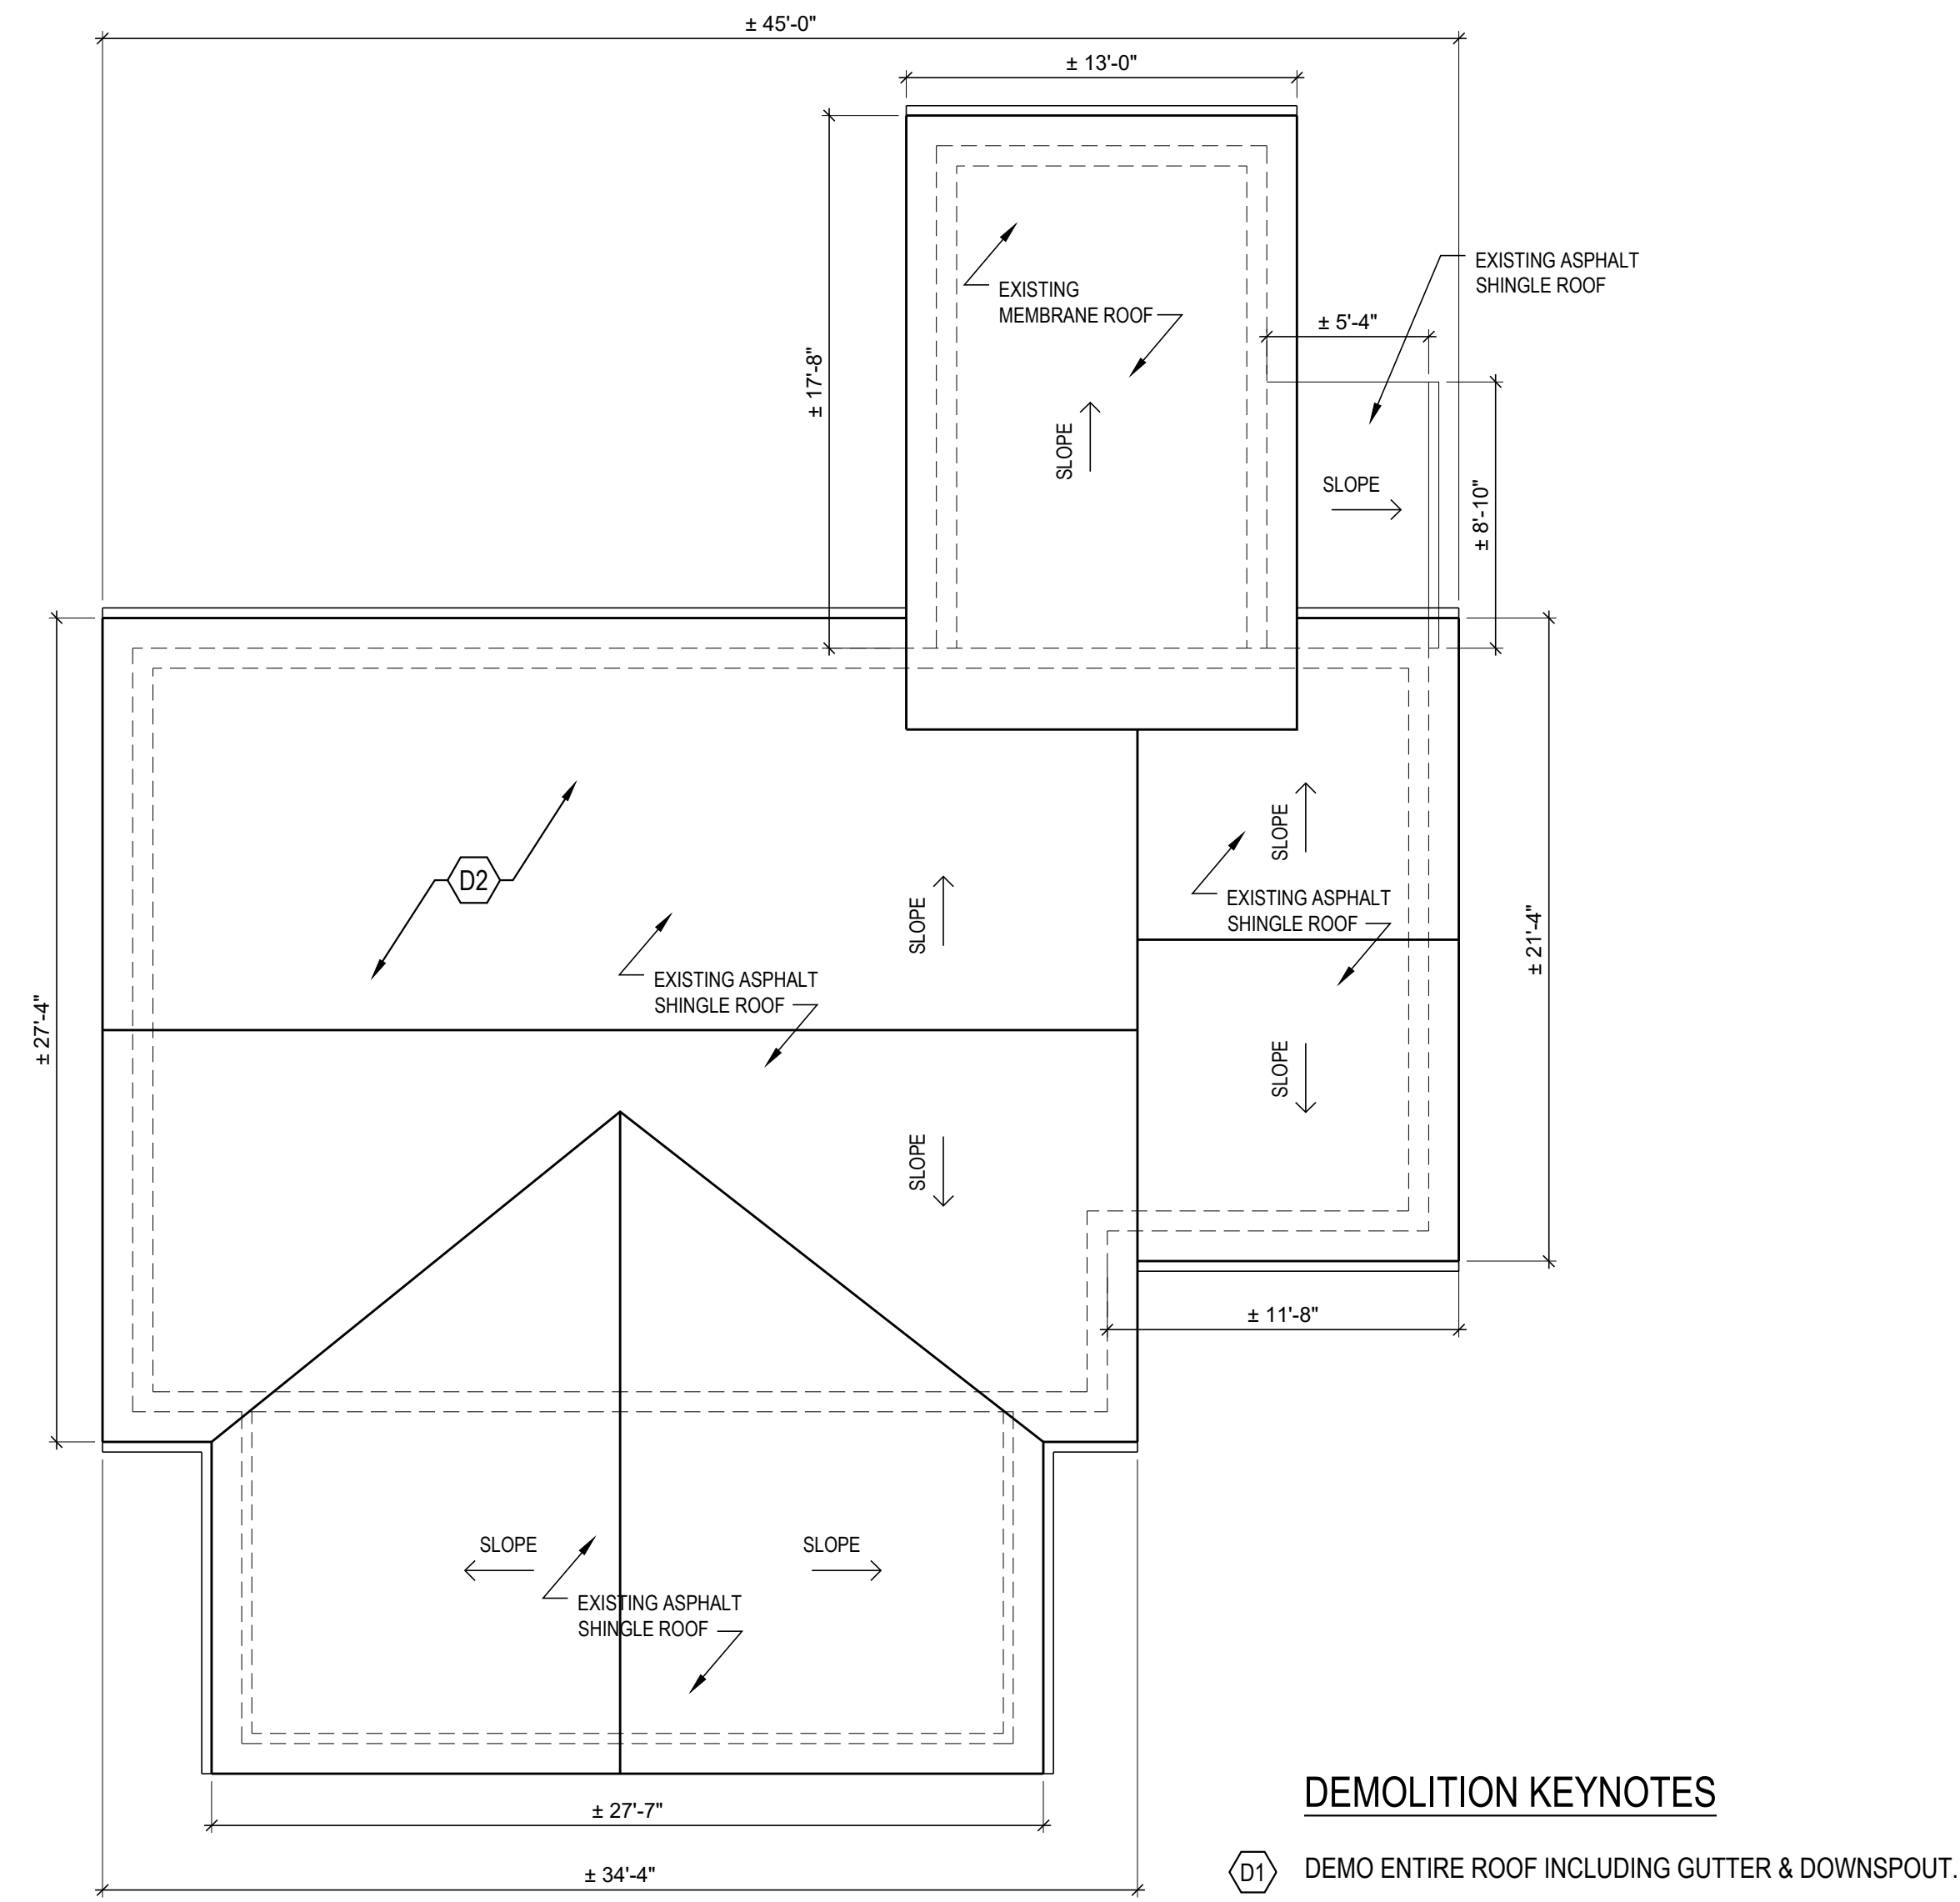 ± 45'-0"
± 13'-0"
EXISTING ASPHALT
SHINGLE ROOF
EXISTING
MEMBRANE ROOF
± 5'-4"
± 17'-8"
SLOPE
SLOPE
± 8'-10"
SLOPE
D2
EXISTING ASPHALT
SHINGLE ROOF
SLOPE
± 21'-4"
EXISTING ASPHALT
SHINGLE ROOF
± 27'-4"
SLOPE
SLOPE
± 11'-8"
SLOPE
SLOPE
EXISTING ASPHALT
SHINGLE ROOF
± 27'-7"
± 34'-4"
DEMOLITION KEYNOTES
D1 DEMO ENTIRE ROOF INCLUDING GUTTER & DOWNSPOUT.